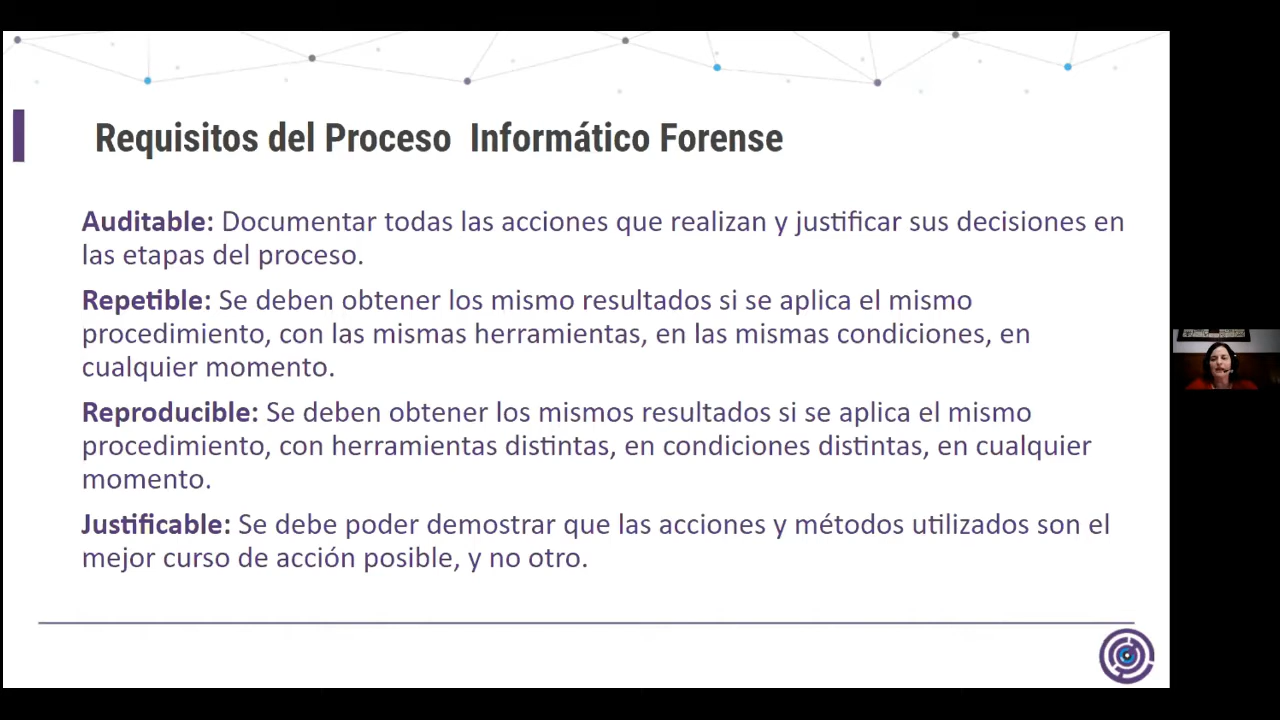 Requisitos del Proceso Informático Forense
Auditable: Documentar todas las acciones que realizan y justificar sus decisiones en
las etapas del proceso.
Repetible: Se deben obtener los mismo resultados si se aplica el mismo
procedimiento, con las mismas herramientas, en las mismas condiciones, en
cualquier momento.
Reproducible: Se deben obtener los mismos resultados si se aplica el mismo
procedimiento, con herramientas distintas, en condiciones distintas, en cualquier
momento.
Justificable: Se debe poder demostrar que las acciones y métodos utilizados son el
mejor curso de acción posible, y no otro.